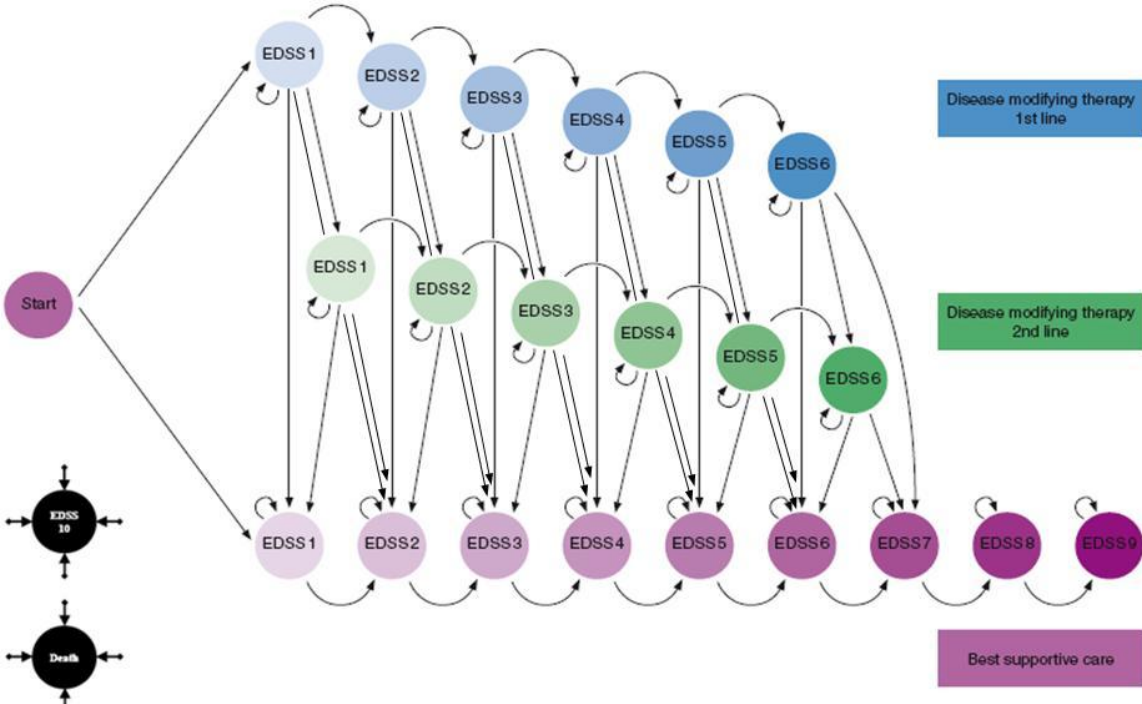 EDSS1
EDSS2
EDSS3
EDSS4
EDSS5
EDSS6
Disease modifying therapy
1st line
Start
EDSS1
EDSS2
EDSS3
EDSS4
EDSS5
EDSS6
Disease modifying therapy
2nd line
EDSS
10
EDSS1
EDSS2
EDSS3
EDSS4
EDSS5
EDSS6
EDSS7
EDSS8
EDSS9
Death
Best supportive care